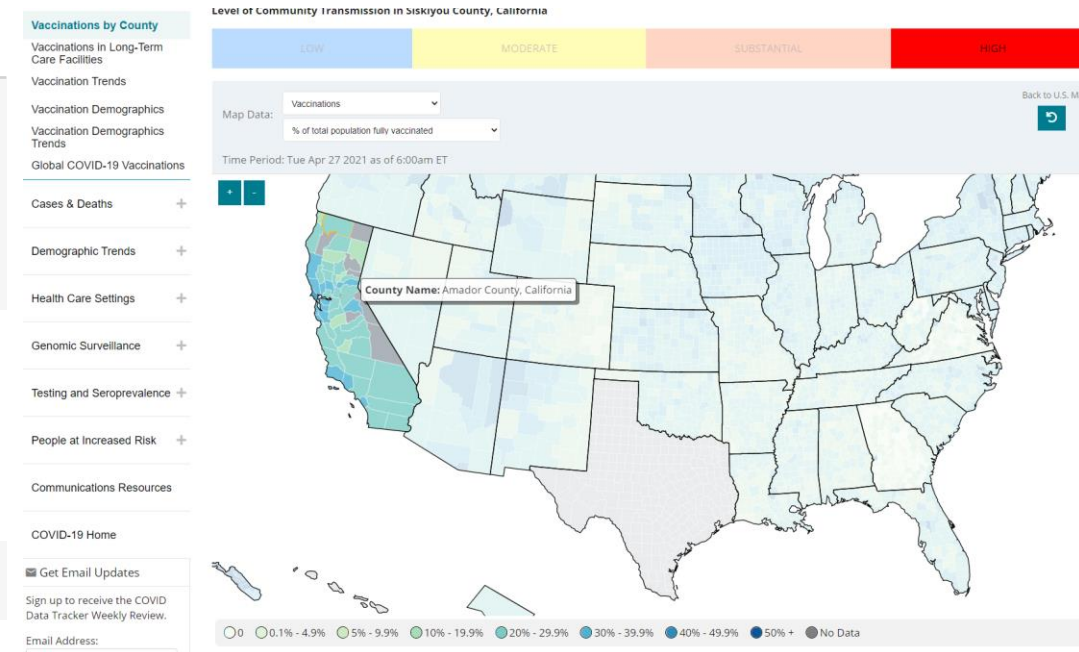 Vaccinations by County
Vaccinations in Long-Term
Care Facilities
Vaccination Trends
Vaccination Demographics
Vaccination Demographics
Trends
Global COVID-19 Vaccinations
Cases & Deaths +
Demographic Trends +
Health Care Settings +
Genomic Surveillance +
Testing and Seroprevalence +
People at Increased Risk +
Communications Resources
COVID-19 Home
Get Email Updates
Sign up to receive the COVID
Data Tracker Weekly Review.
Email Address:
Level of Community Transmission in Siskiyou County, California
LOW MODERATE SUBSTANTIAL HIGH
Map Data:
Vaccinations
% of total population fully vaccinated
Back to U.S. M
Time Period: Tue Apr 27 2021 as of 6:00am ET
+ -
County Name: Amador County, California
0 0.1% - 4.9% 5% - 9.9% 10% - 19.9% 20% - 29.9% 30% - 39.9% 40% - 49.9% 50% + No Data